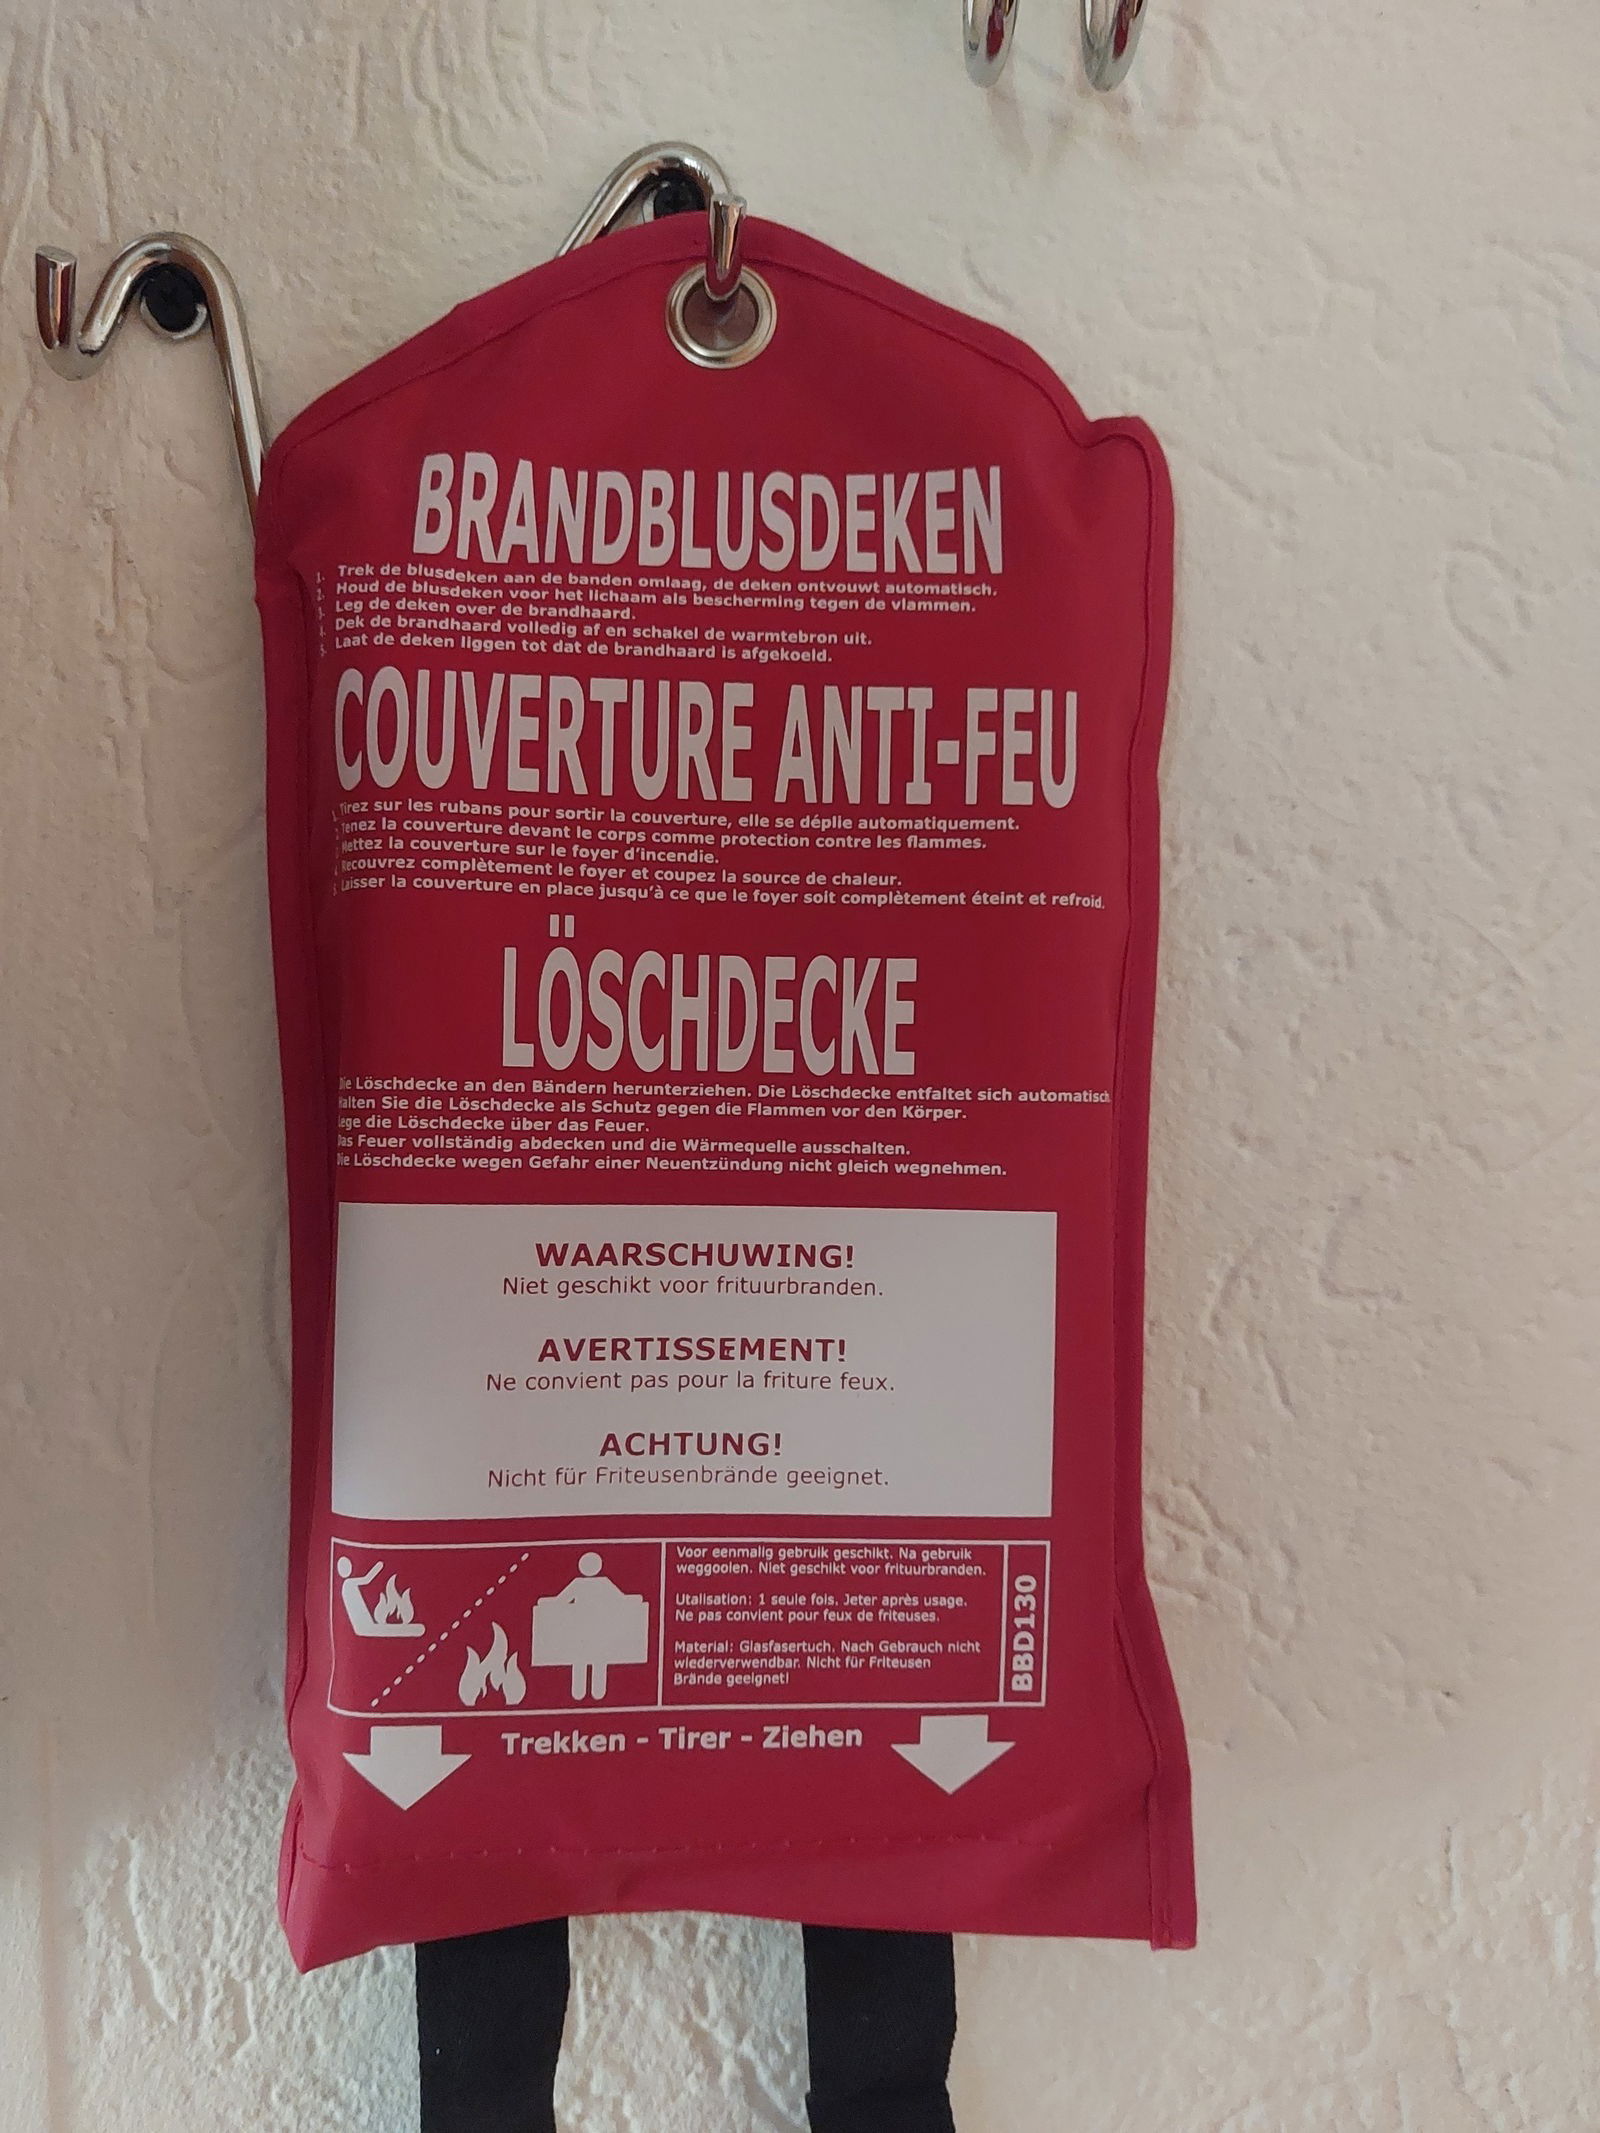 BRANDBLUSDEKEN
1. Trek de blusdeken aan de banden omlaag, de deken ontvouwt automatisch.
2. Houd de blusdeken voor het lichaam als bescherming tegen de vlammen.
3. Leg de deken over de brandhaard.
4. Dek de brandhaard volledig af en schakel de warmtebron uit.
5. Laat de deken liggen tot dat de brandhaard is afgekoeld.
COUVERTURE ANTI-FEU
1. Tirez sur les rubans pour sortir la couverture, elle se déplie automatiquement.
Tenez la couverture devant le corps comme protection contre les flammes.
Mettez la couverture sur le foyer d'incendie.
Recouvrez complètement le foyer et coupez la source de chaleur.
Laisser la couverture en place jusqu'à ce que le foyer soit complètement éteint et refroid.
LÖSCHDECKE
Die Löschdecke an den Bändern herunterziehen. Die Löschdecke entfaltet sich automatisch
Halten Sie die Löschdecke als Schutz gegen die Flammen vor den Körper.
Lege die Löschdecke über das Feuer.
Das Feuer vollständig abdecken und die Wärmequelle ausschalten.
Die Löschdecke wegen Gefahr einer Neuentzündung nicht gleich wegnehmen.
WAARSCHUWING!
Niet geschikt voor frituurbranden.
AVERTISSEMENT!
Ne convient pas pour la friture feux.
ACHTUNG!
Nicht für Friteusenbrände geeignet.
Voor eenmalig gebruik geschikt. Na gebruik
weggooien. Niet geschikt voor frituurbranden.
Utalisation: 1 seule fois. Jeter après usage.
Ne pas convient pour feux de friteuses.
Material: Glasfasertuch. Nach Gebrauch nicht
wiederverwendbar. Nicht für Friteusen
Brände geeignet!
BBD130
Trekken - Tirer - Ziehen